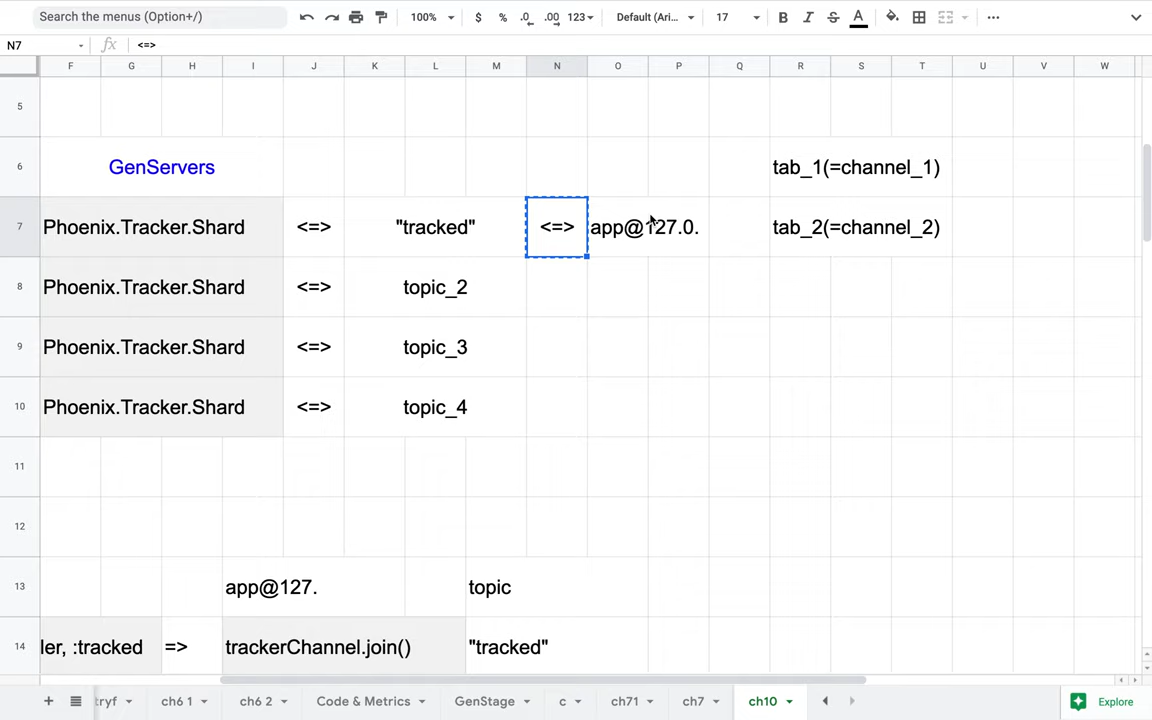 Search the menus (Option+/)
100%
$
%
.0
.00
123
Default (Ari...
17
B
I
S
A
N7
fx
<=>
F G H I J K L M N O P Q R S T U V W
5
6 GenServers tab_1(=channel_1)
7 Phoenix.Tracker.Shard <=> "tracked" <=> app@127.0. tab_2(=channel_2)
8 Phoenix.Tracker.Shard <=> topic_2
9 Phoenix.Tracker.Shard <=> topic_3
10 Phoenix.Tracker.Shard <=> topic_4
11
12
13 app@127. topic
14 ler, :tracked => trackerChannel.join() "tracked"
tryf ch6 1 ch6 2 Code & Metrics GenStage c ch71 ch7 ch10 Explore